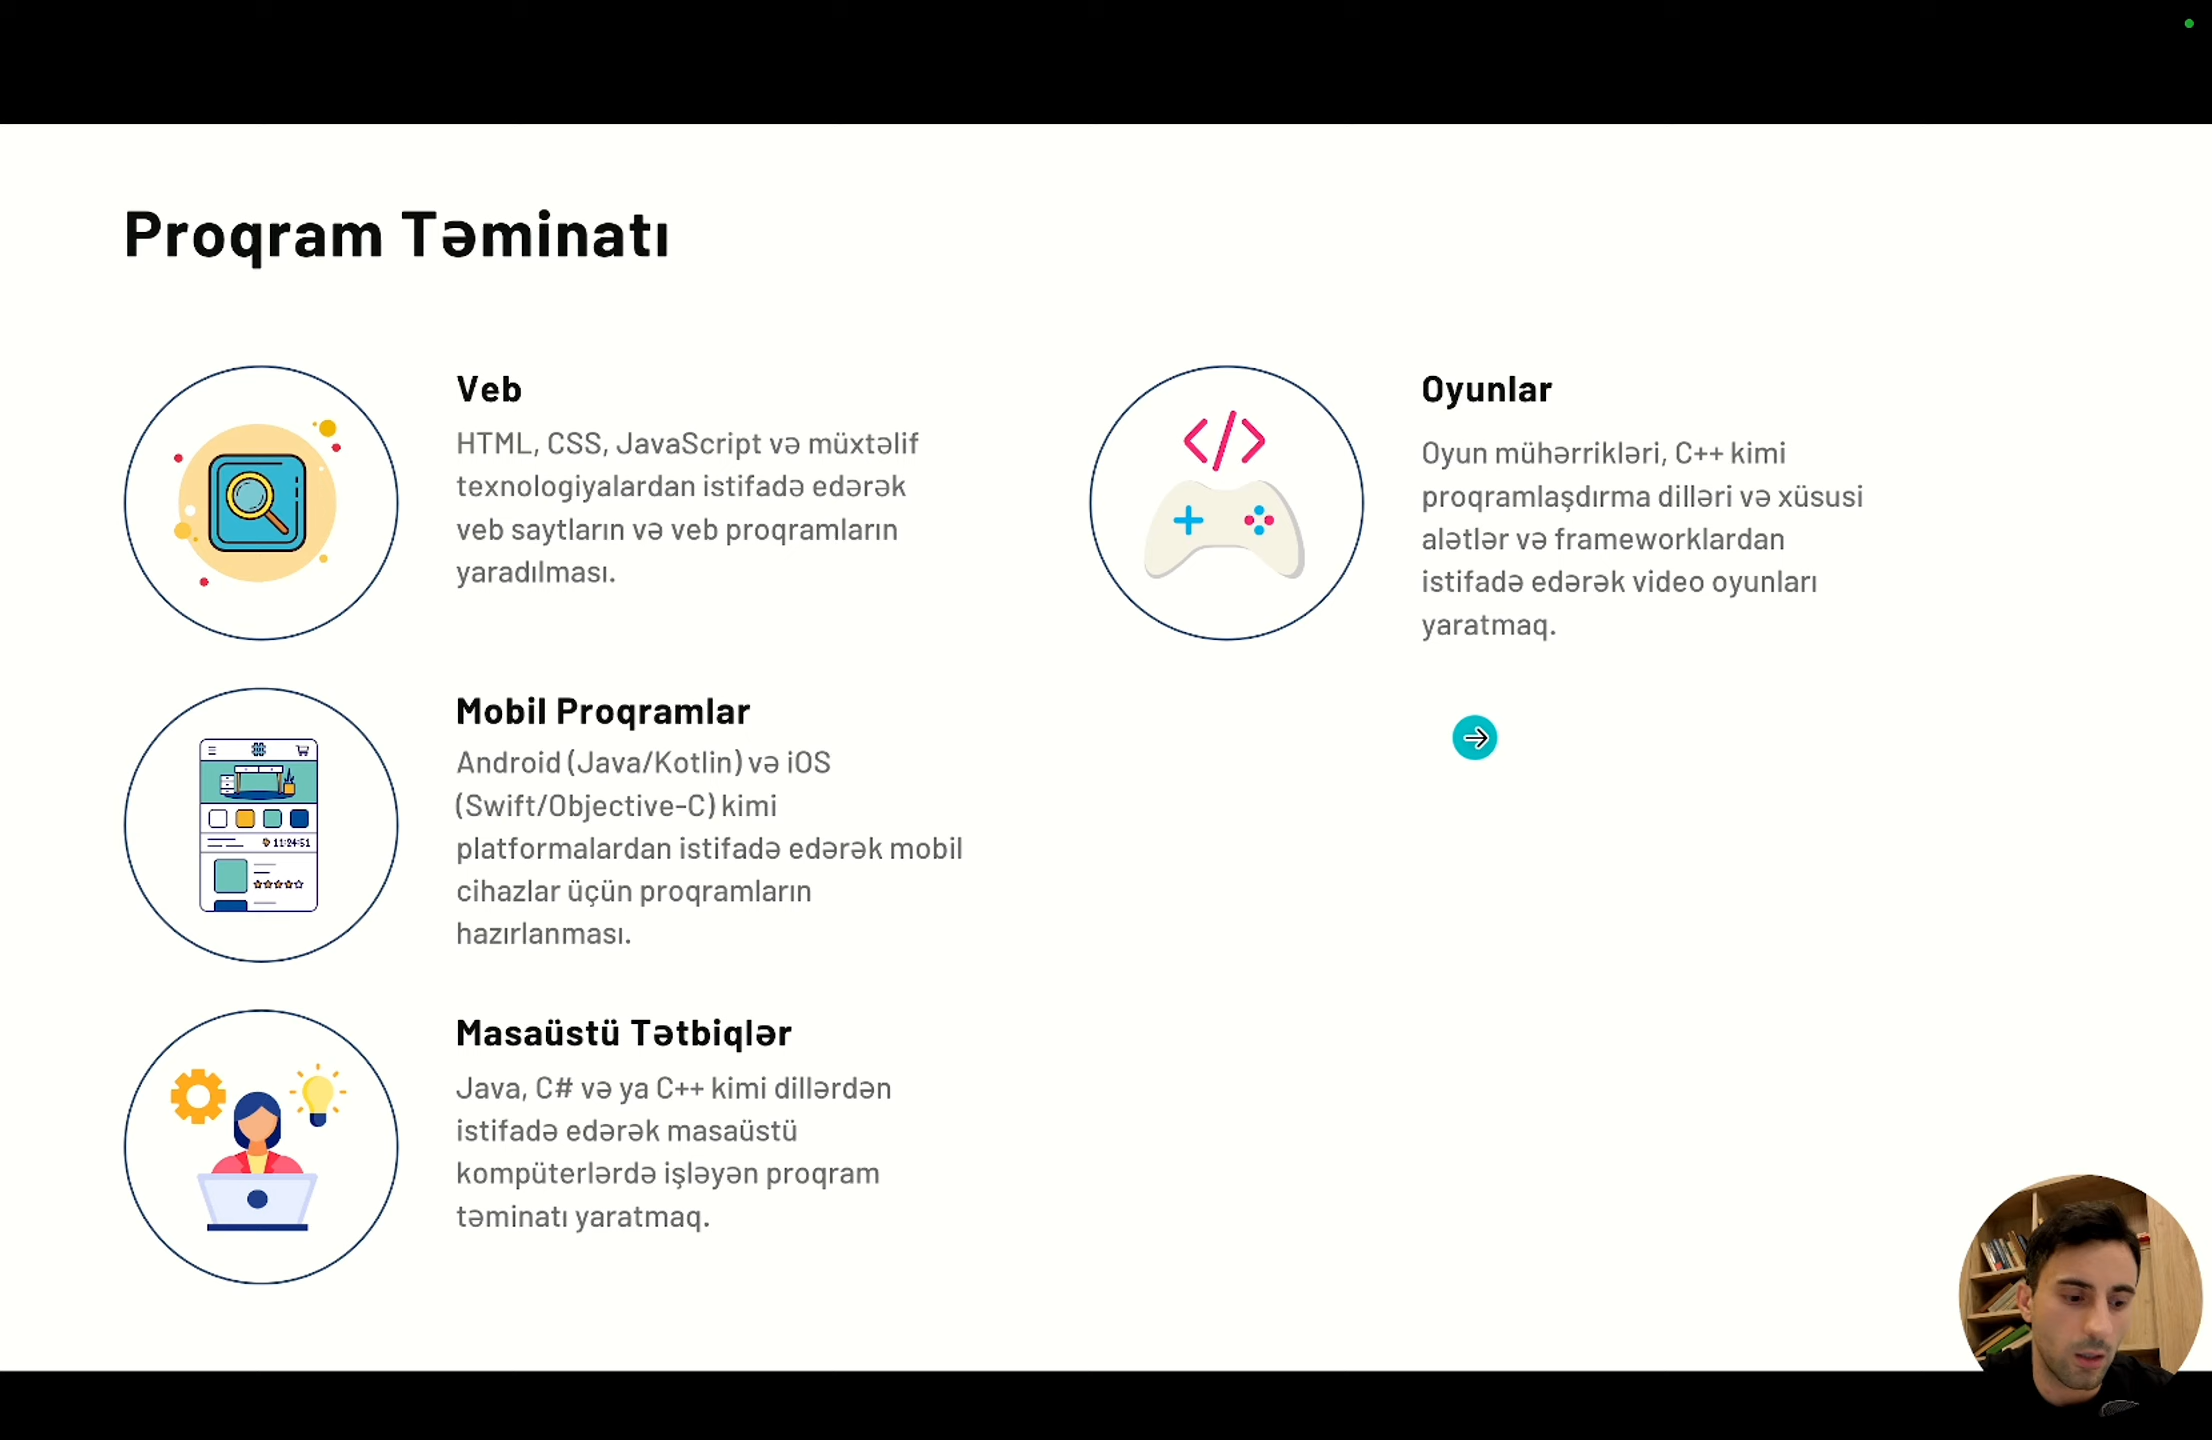 Proqram Təminatı
Veb
HTML, CSS, JavaScript və müxtəlif
texnologiyalardan istifadə edərək
veb saytların və veb proqramların
yaradılması.
Mobil Proqramlar
Android (Java/Kotlin) və iOS
(Swift/Objective-C) kimi
platformalardan istifadə edərək mobil
cihazlar üçün proqramların
hazırlanması.
11:24:51
Masaüstü Tətbiqlər
Java, C# və ya C++ kimi dillərdən
istifadə edərək masaüstü
kompüterlərdə işləyən proqram
təminatı yaratmaq.
Oyunlar
Oyun mühərrikləri, C++ kimi
proqramlaşdırma dilləri və xüsusi
alətlər və frameworklardan
istifadə edərək video oyunları
yaratmaq.